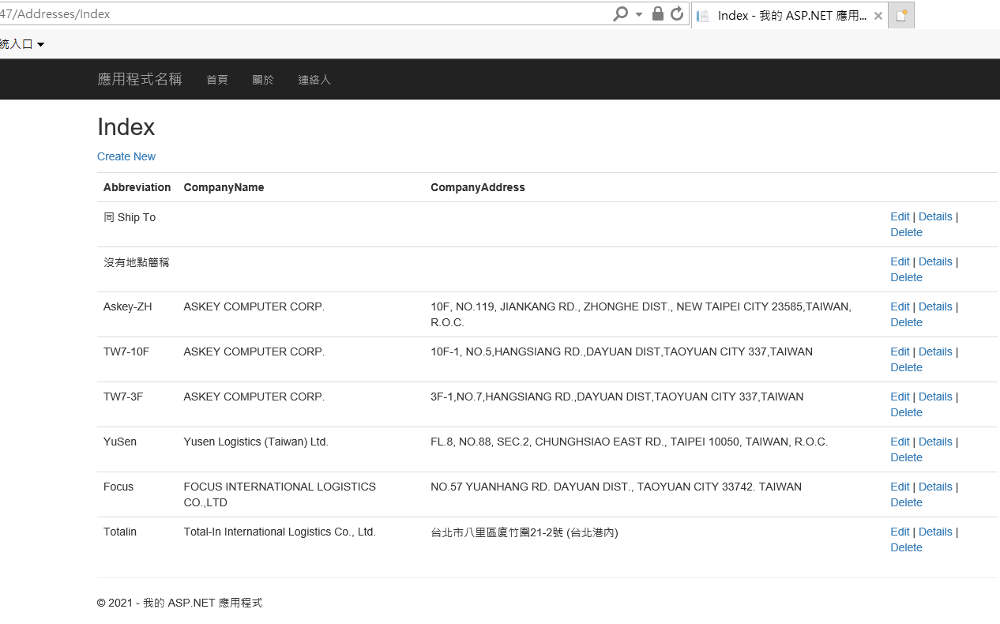 47/Addresses/Index
Index - 我的 ASP.NET 應用...
統入口
應用程式名稱 首頁 關於 連絡人
Index
Create New
Abbreviation CompanyName CompanyAddress
同 Ship To Edit | Details |
Delete
沒有地點簡稱 Edit | Details |
Delete
Askey-ZH ASKEY COMPUTER CORP. 10F, NO.119, JIANKANG RD., ZHONGHE DIST., NEW TAIPEI CITY 23585,TAIWAN, Edit | Details |
R.O.C. Delete
TW7-10F ASKEY COMPUTER CORP. 10F-1, NO.5,HANGSIANG RD.,DAYUAN DIST,TAOYUAN CITY 337,TAIWAN Edit | Details |
Delete
TW7-3F ASKEY COMPUTER CORP. 3F-1,NO.7,HANGSIANG RD.,DAYUAN DIST,TAOYUAN CITY 337,TAIWAN Edit | Details |
Delete
YuSen Yusen Logistics (Taiwan) Ltd. FL.8, NO.88, SEC.2, CHUNGHSIAO EAST RD., TAIPEI 10050, TAIWAN, R.O.C. Edit | Details |
Delete
Focus FOCUS INTERNATIONAL LOGISTICS NO.57 YUANHANG RD. DAYUAN DIST., TAOYUAN CITY 33742. TAIWAN Edit | Details |
CO.,LTD Delete
Totalin Total-In International Logistics Co., Ltd. 台北市八里區廈竹圍21-2號 (台北港內) Edit | Details |
Delete
© 2021 - 我的 ASP.NET 應用程式